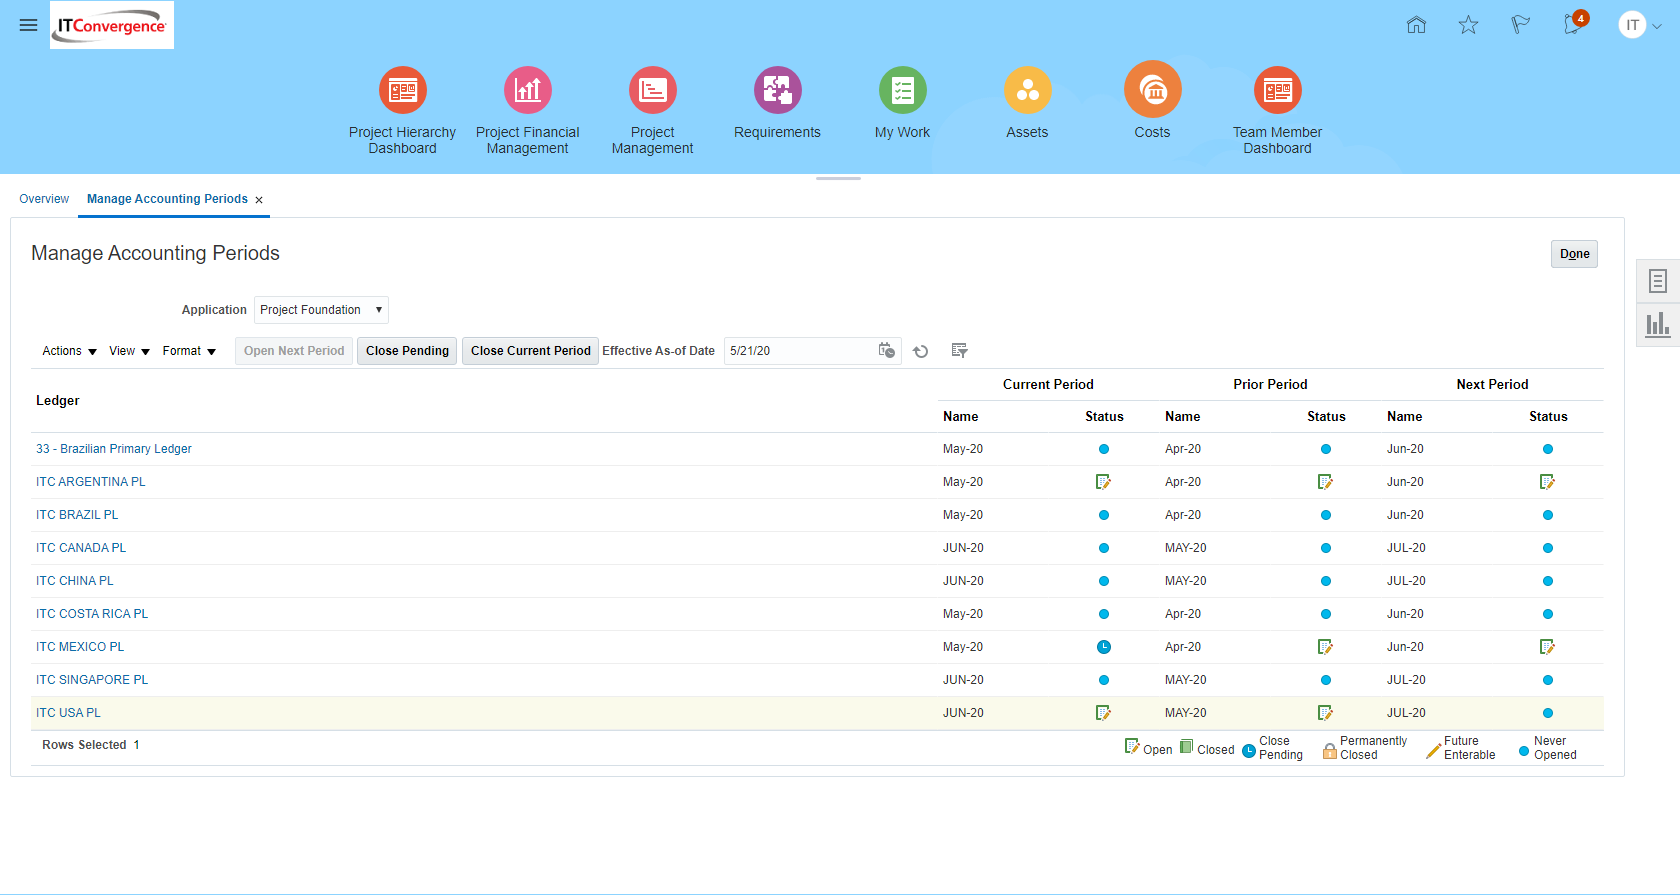 ITConvergence
4
IT
Project Hierarchy Dashboard
Project Financial Management
Project Management
Requirements
My Work
Assets
Costs
Team Member Dashboard
Overview
Manage Accounting Periods ×
Manage Accounting Periods
Done
Application Project Foundation
Actions View Format Open Next Period Close Pending Close Current Period Effective As-of Date 5/21/20
Current Period Prior Period Next Period
Ledger
Name Status Name Status Name Status
33 - Brazilian Primary Ledger May-20 Apr-20 Jun-20
ITC ARGENTINA PL May-20 Apr-20 Jun-20
ITC BRAZIL PL May-20 Apr-20 Jun-20
ITC CANADA PL JUN-20 MAY-20 JUL-20
ITC CHINA PL JUN-20 MAY-20 JUL-20
ITC COSTA RICA PL May-20 Apr-20 Jun-20
ITC MEXICO PL May-20 Apr-20 Jun-20
ITC SINGAPORE PL JUN-20 MAY-20 JUL-20
ITC USA PL JUN-20 MAY-20 JUL-20
Rows Selected 1
Open
Closed
Close Pending
Permanently Closed
Future Enterable
Never Opened